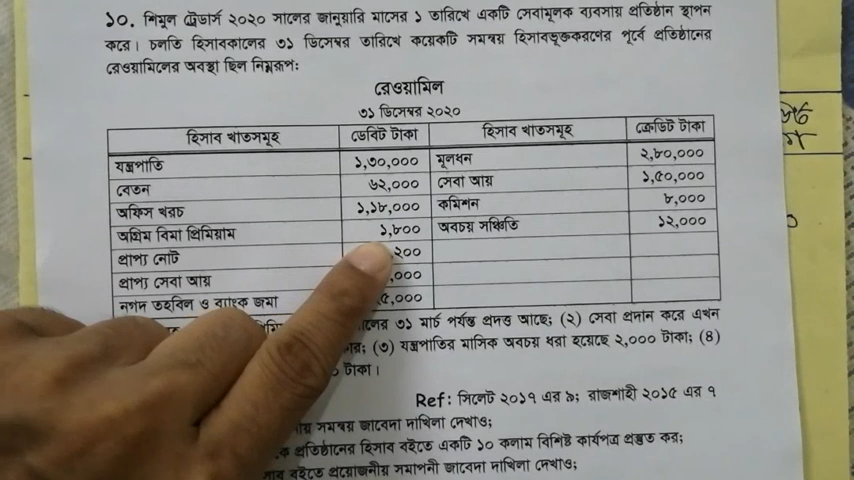 ১০. শিমুল ট্রেডার্স ২০২০ সালের জানুয়ারি মাসের ১ তারিখে একটি সেবামূলক ব্যবসায় প্রতিষ্ঠান স্থাপন
করে। চলতি হিসাবকালের ৩১ ডিসেম্বর তারিখে কয়েকটি সমন্বয় হিসাবভুক্তকরণের পূর্বে প্রতিষ্ঠানের
রেওয়ামিলের অবস্থা ছিল নিম্নরূপঃ
রেওয়ামিল
৩১ ডিসেম্বর ২০২০
হিসাব খাতসমূহ ডেবিট টাকা হিসাব খাতসমূহ ক্রেডিট টাকা
যন্ত্রপাতি ১,৩০,০০০ মূলধন ২,৮০,০০০
বেতন ৬২,০০০ সেবা আয় ১,৫০,০০০
অফিস খরচ ১,১৮,০০০ কমিশন ৮,০০০
অগ্রিম বিমা প্রিমিয়াম ১,৮০০ অবচয় সঞ্চিতি ১২,০০০
প্রাপ্য নোট ২০০
প্রাপ্য সেবা আয় ,০০০
নগদ তহবিল ও ব্যাংক জমা ৫,০০০
সালের ৩১ মার্চ পর্যন্ত প্রদত্ত আছে; (২) সেবা প্রদান করে এখন
(৩) যন্ত্রপাতির মাসিক অবচয় ধরা হয়েছে ২,০০০ টাকা; (৪)
টাকা।
Ref: সিলেট ২০১৭ এর ৯; রাজশাহী ২০১৫ এর ৭
সমন্বয় জাবেদা দাখিলা দেখাও;
প্রতিষ্ঠানের হিসাব বইতে একটি ১০ কলাম বিশিষ্ট কার্যপত্র প্রস্তুত কর;
বইতে প্রয়োজনীয় সমাপনী জাবেদা দাখিলা দেখাও;